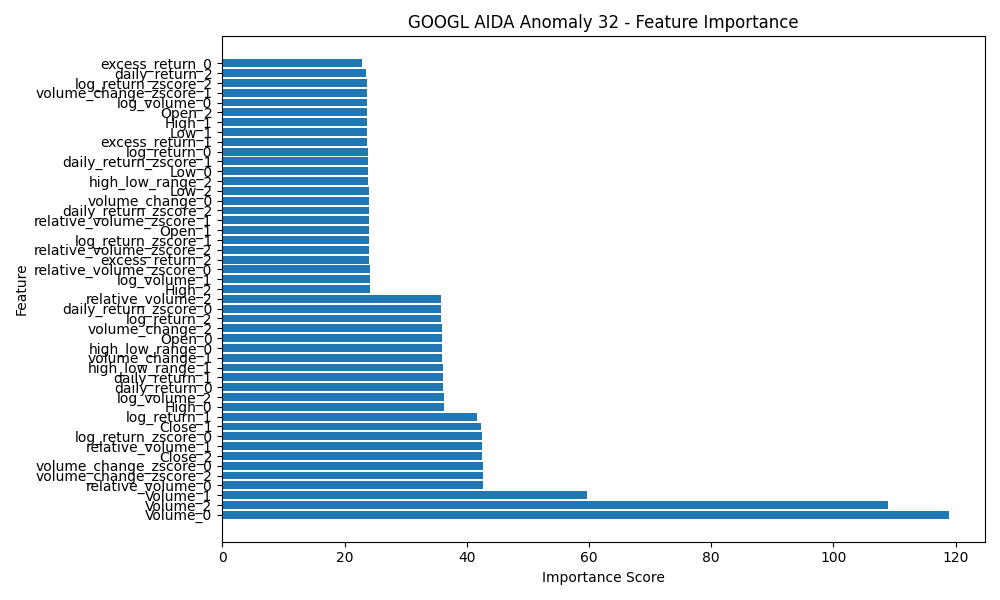 GOOGL AIDA Anomaly 32 - Feature Importance
excess_return_0
daily_return_2
log_return_zscore_2
volume_change_zscore_1
log_volume_0
Open_2
High_1
Low_1
excess_return_1
log_return_0
daily_return_zscore_1
Low_0
high_low_range_2
Low_2
volume_change_0
daily_return_zscore_2
relative_volume_zscore_1
Open_1
log_return_zscore_1
relative_volume_zscore_2
excess_return_2
relative_volume_zscore_0
log_volume_1
High_2
relative_volume_2
daily_return_zscore_0
log_return_2
volume_change_2
Open_0
high_low_range_0
volume_change_1
high_low_range_1
daily_return_1
daily_return_0
log_volume_2
High_0
log_return_1
Close_1
log_return_zscore_0
relative_volume_1
Close_2
volume_change_zscore_0
volume_change_zscore_2
relative_volume_0
Volume_1
Volume_2
Volume_0
Feature
0 20 40 60 80 100 120
Importance Score